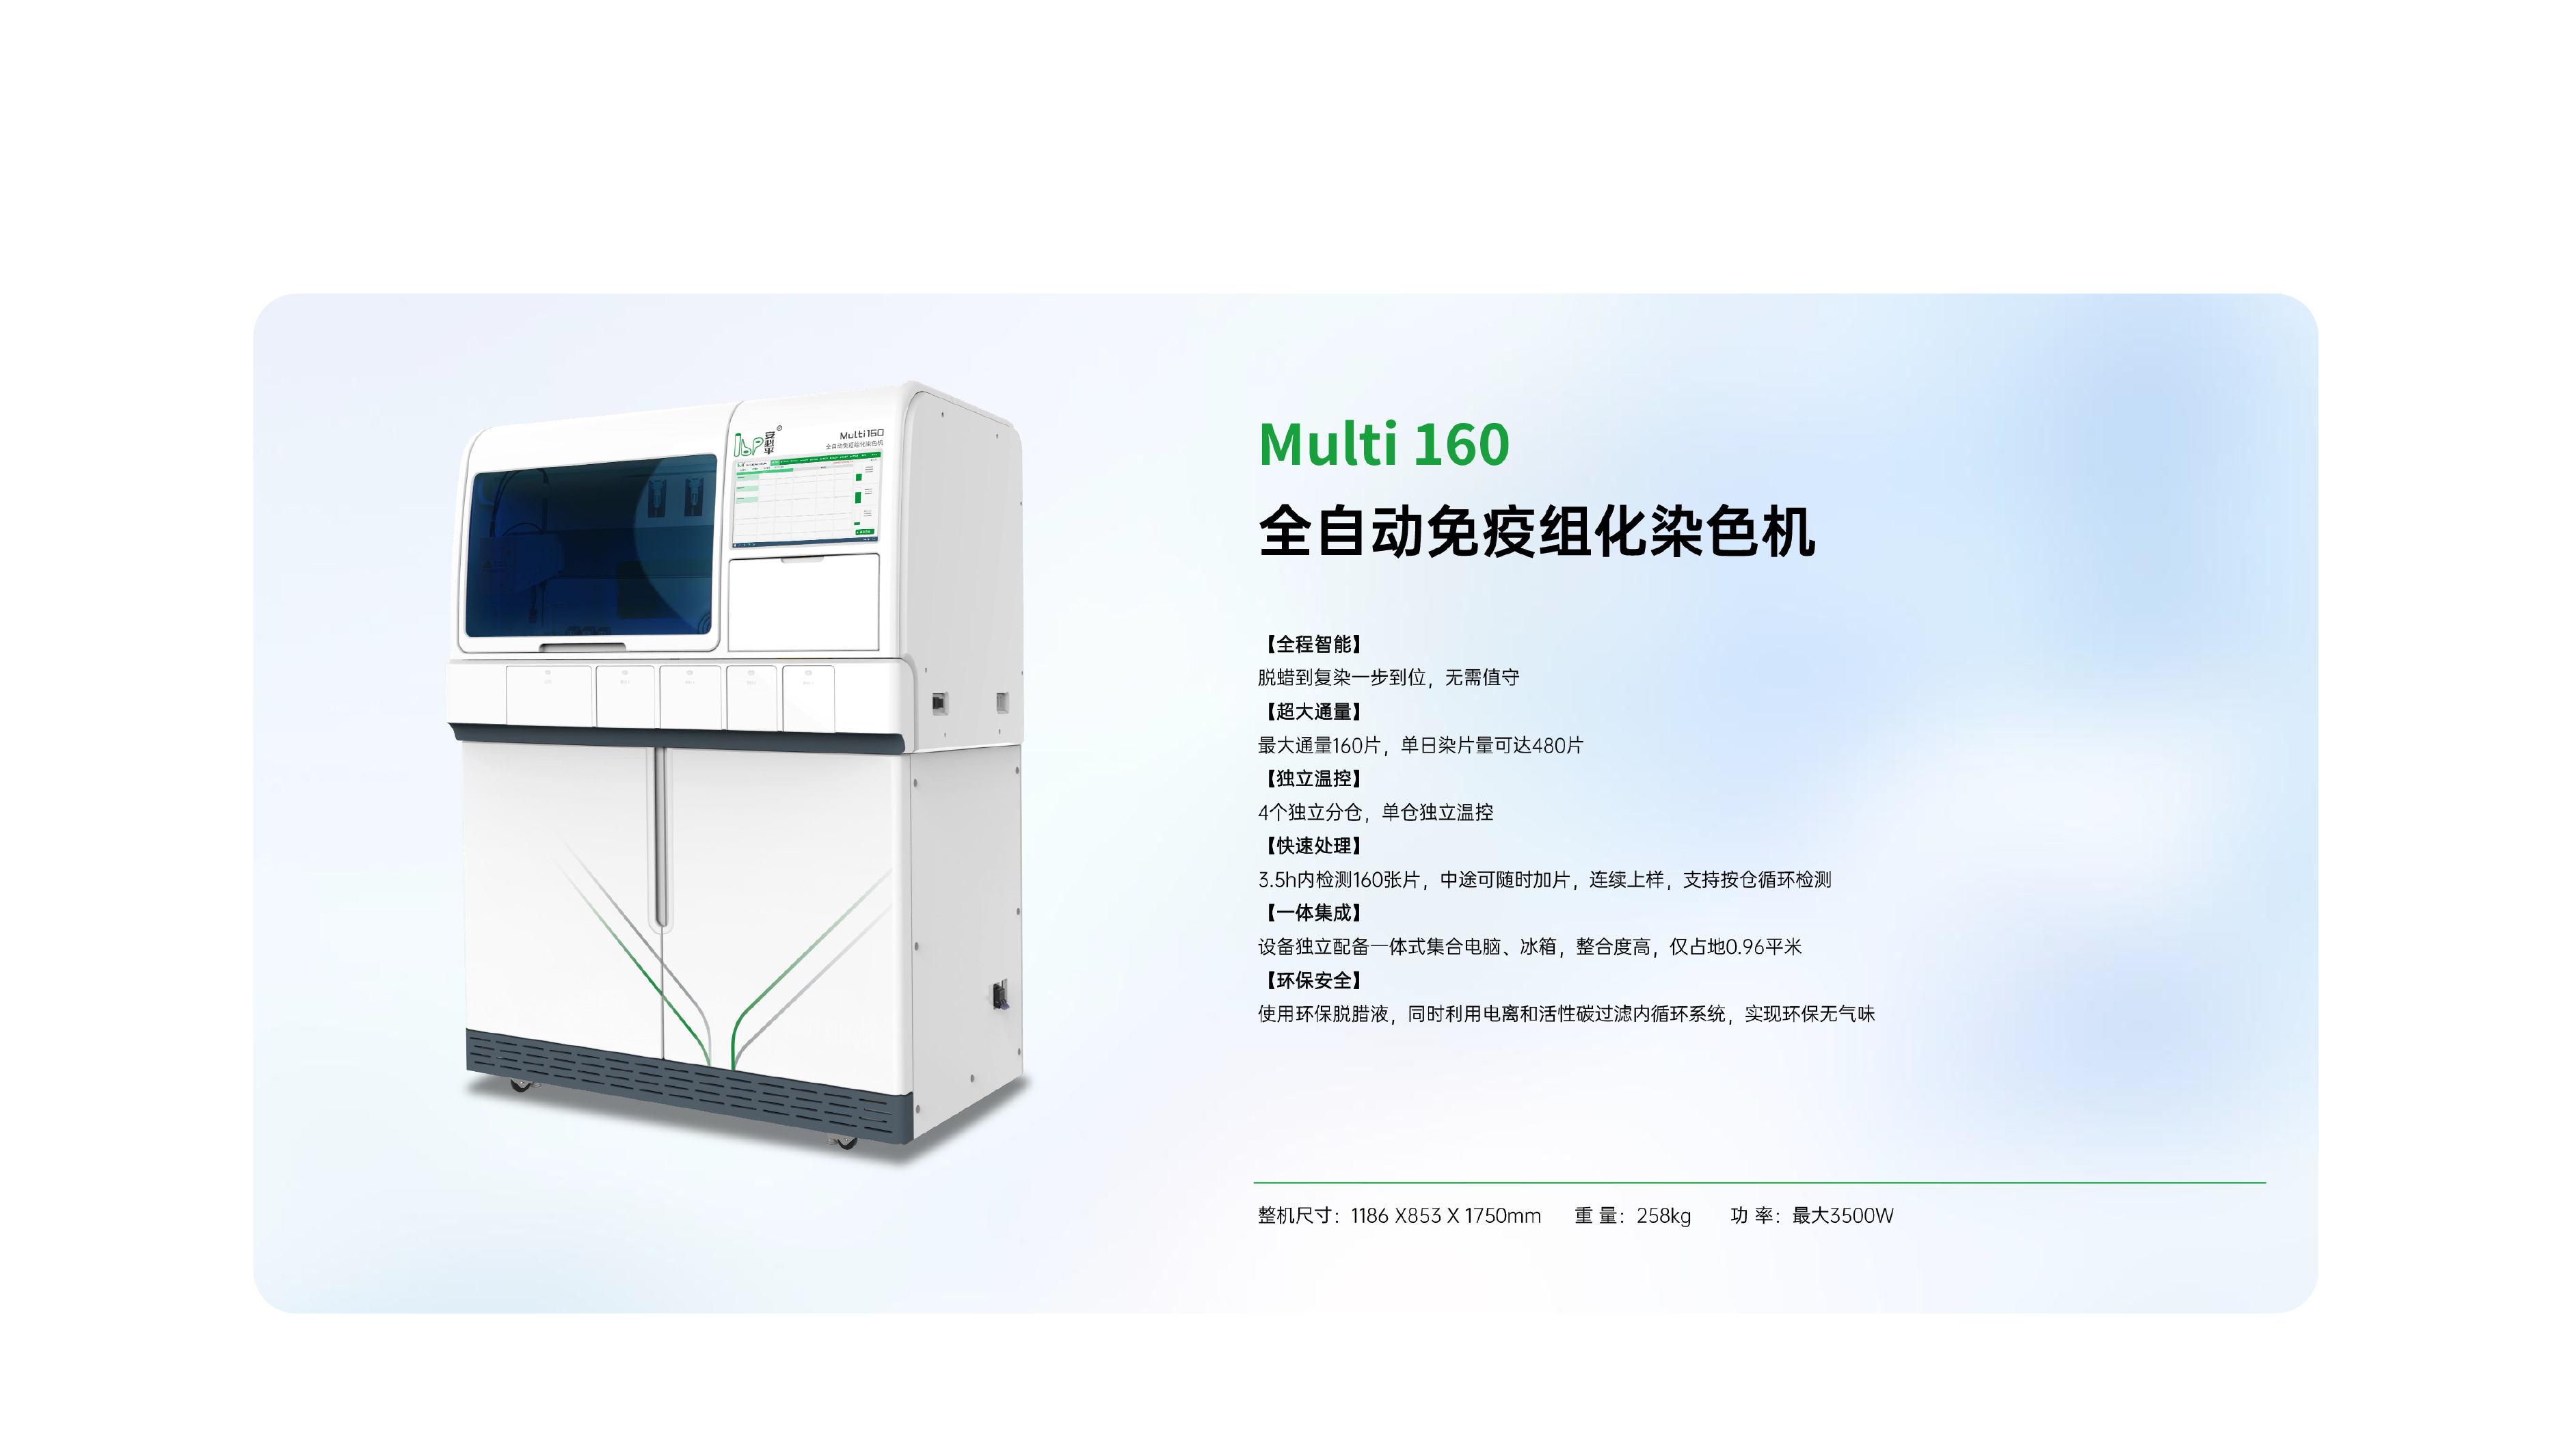 lbp安必平®
Multi160
全自动免疫组化染色机
Multi 160
全自动免疫组化染色机
【全程智能】
脱蜡到复染一步到位，无需值守
【超大通量】
最大通量160片，单日染片量可达480片
【独立温控】
4个独立分仓，单仓独立温控
【快速处理】
3.5h内检测160张片，中途可随时加片，连续上样，支持按仓循环检测
【一体集成】
设备独立配备一体式集合电脑、冰箱，整合度高，仅占地0.96平米
【环保安全】
使用环保脱腊液，同时利用电离和活性碳过滤内循环系统，实现环保无气味
整机尺寸：1186 X853 X 1750mm 重 量：258kg 功 率：最大3500W